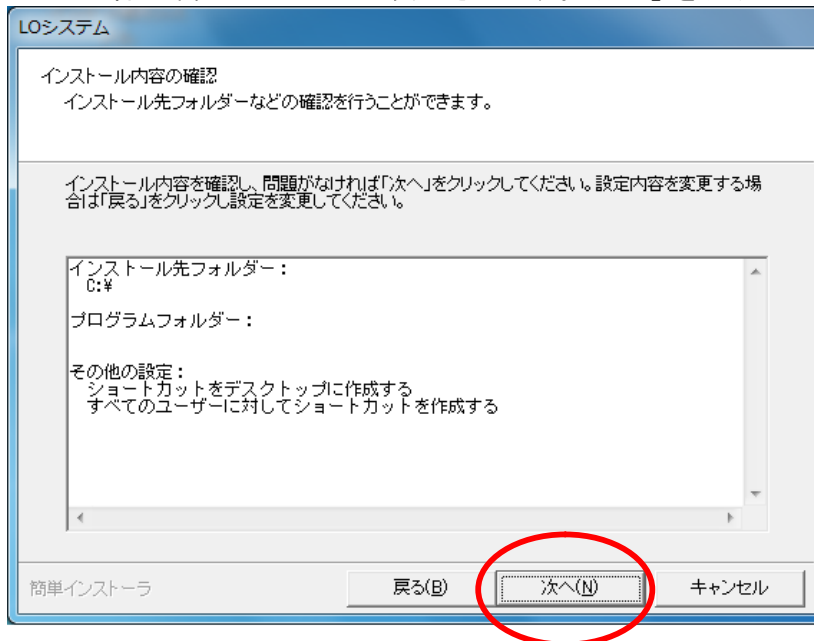 LOシステム
インストール内容の確認
インストール先フォルダーなどの確認を行うことができます。
インストール内容を確認し、問題がなければ「次へ」をクリックしてください。設定内容を変更する場
合は「戻る」をクリックし設定を変更してください。
インストール先フォルダー：
C:¥
プログラムフォルダー：
その他の設定：
ショートカットをデスクトップに作成する
すべてのユーザーに対してショートカットを作成する
簡単インストーラ 戻る(B) 次へ(N) キャンセル